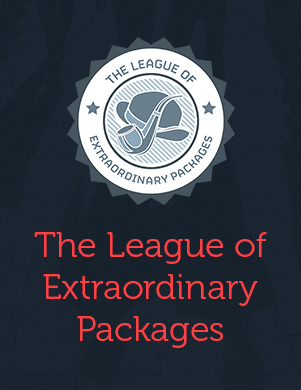 THE LEAGUE OF
EXTRAORDINARY PACKAGES
The League of
Extraordinary
Packages